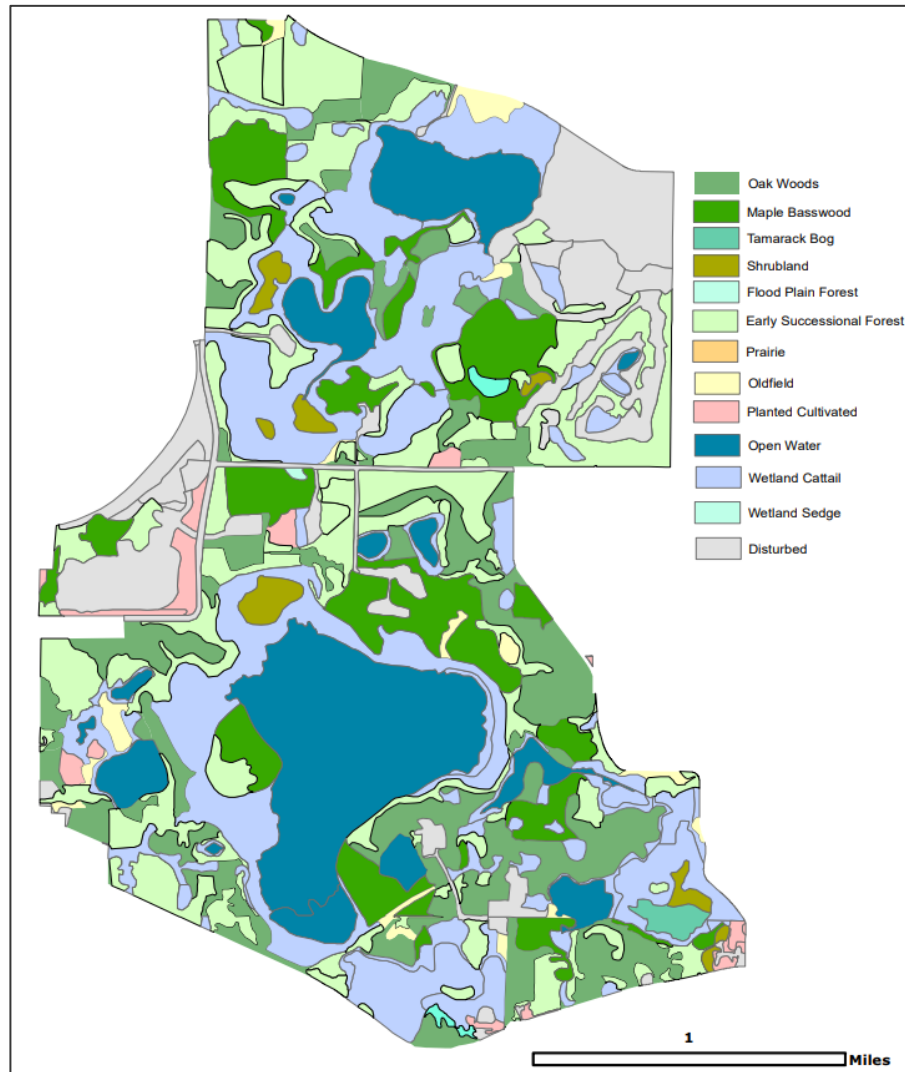 Oak Woods
Maple Basswood
Tamarack Bog
Shrubland
Flood Plain Forest
Early Successional Forest
Prairie
Oldfield
Planted Cultivated
Open Water
Wetland Cattail
Wetland Sedge
Disturbed
1
Miles